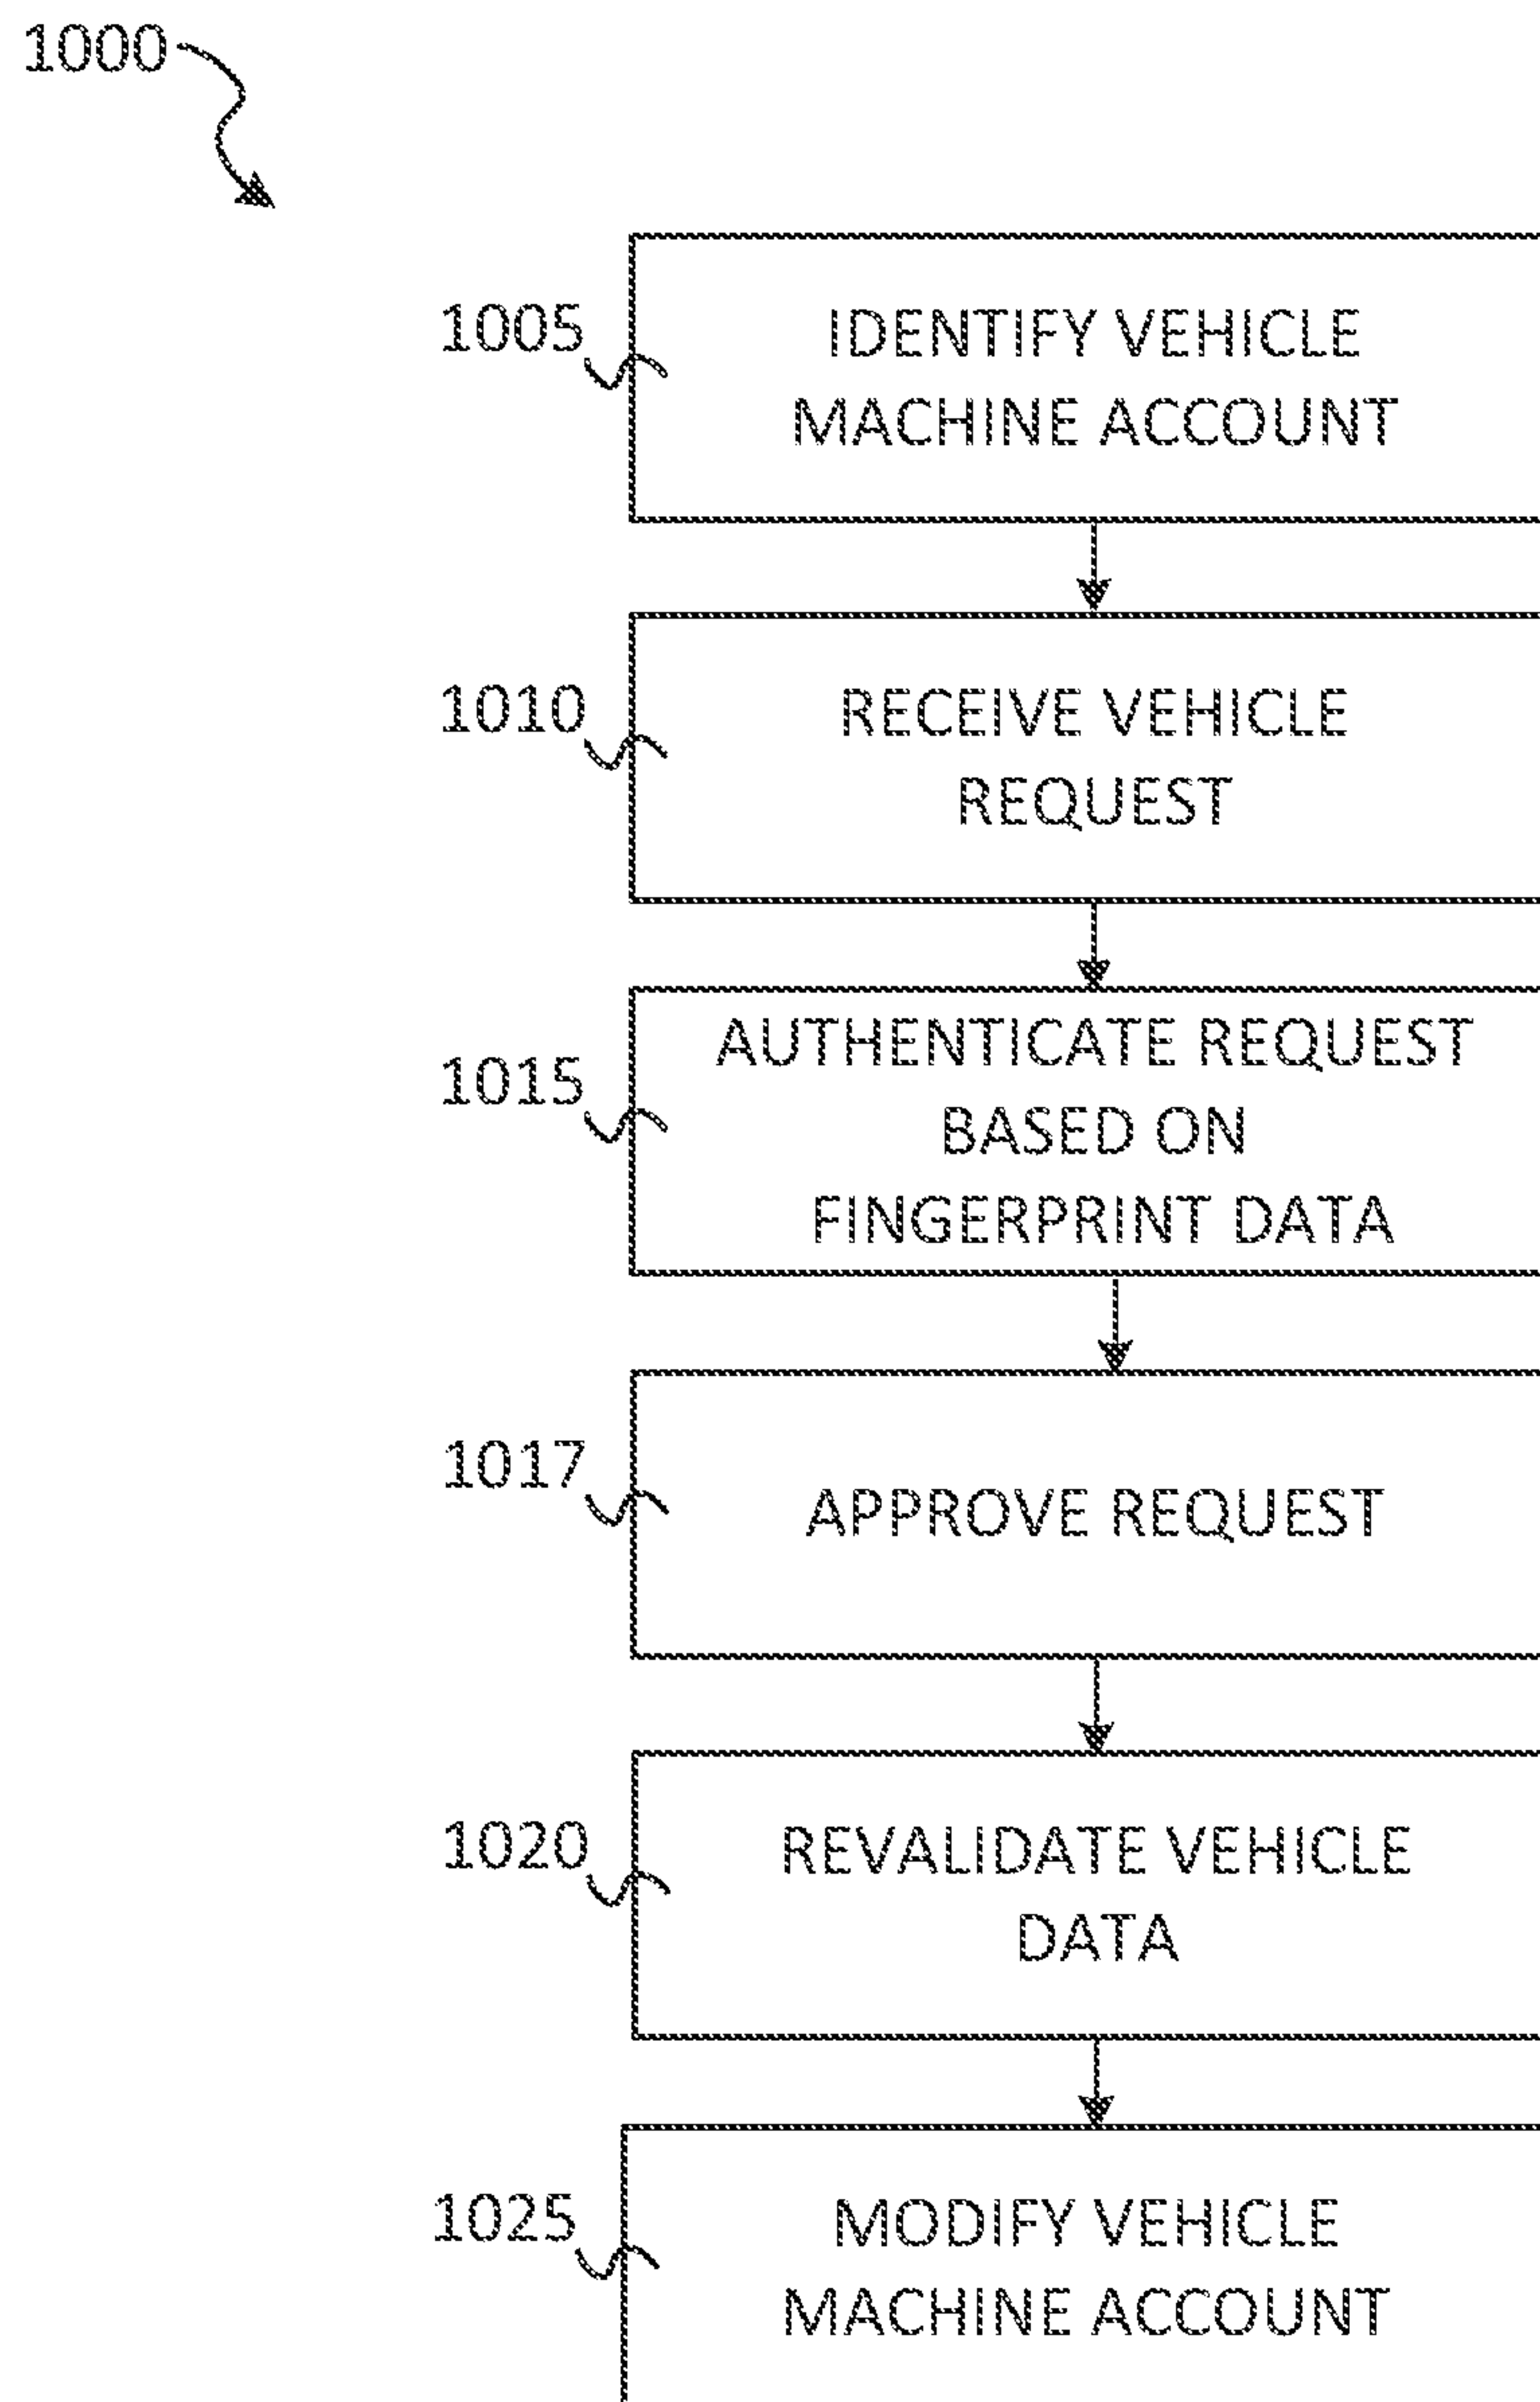 1000
1005
IDENTIFY VEHICLE
MACHINE ACCOUNT
1010
RECEIVE VEHICLE
REQUEST
1015
AUTHENTICATE REQUEST
BASED ON
FINGERPRINT DATA
1017
APPROVE REQUEST
1020
REVALIDATE VEHICLE
DATA
1025
MODIFY VEHICLE
MACHINE ACCOUNT